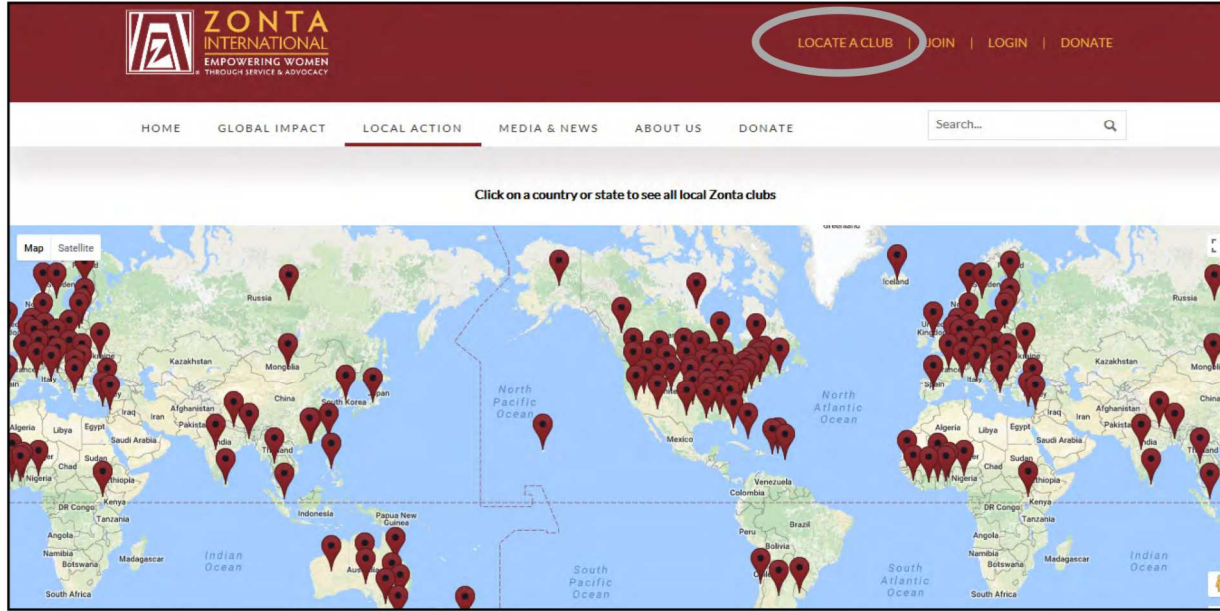 ZONTA
INTERNATIONAL
EMPOWERING WOMEN
THROUGH SERVICE & ADVOCACY
LOCATE A CLUB | JOIN | LOGIN | DONATE
HOME GLOBAL IMPACT LOCAL ACTION MEDIA & NEWS ABOUT US DONATE
Search...
Click on a country or state to see all local Zonta clubs
Map Satellite
Iceland
Russia
Russia
Kazakhstan
Mongolia
Kazakhstan
Italy
China
South Korea
North
Pacific
Ocean
North
Atlantic
Ocean
Spain
Italy
China
Iraq
Iran
Afghanistan
Algeria
Libya
Egypt
Saudi Arabia
Mexico
Algeria
Libya
Egypt
Iraq
Iran
Afghanistan
Saudi Arabia
Sudan
Chad
Nigeria
Venezuela
Colombia
Sudan
Chad
Nigeria
DR Congo
Kenya
Tanzania
Indonesia
Papua New
Guinea
Brazil
Peru
Bolivia
DR Congo
Kenya
Tanzania
Angola
Namibia
Botswana
Madagascar
Indian
Ocean
South
Pacific
Ocean
South
Atlantic
Ocean
Angola
Namibia
Botswana
Madagascar
Indian
Ocean
South Africa
South Africa